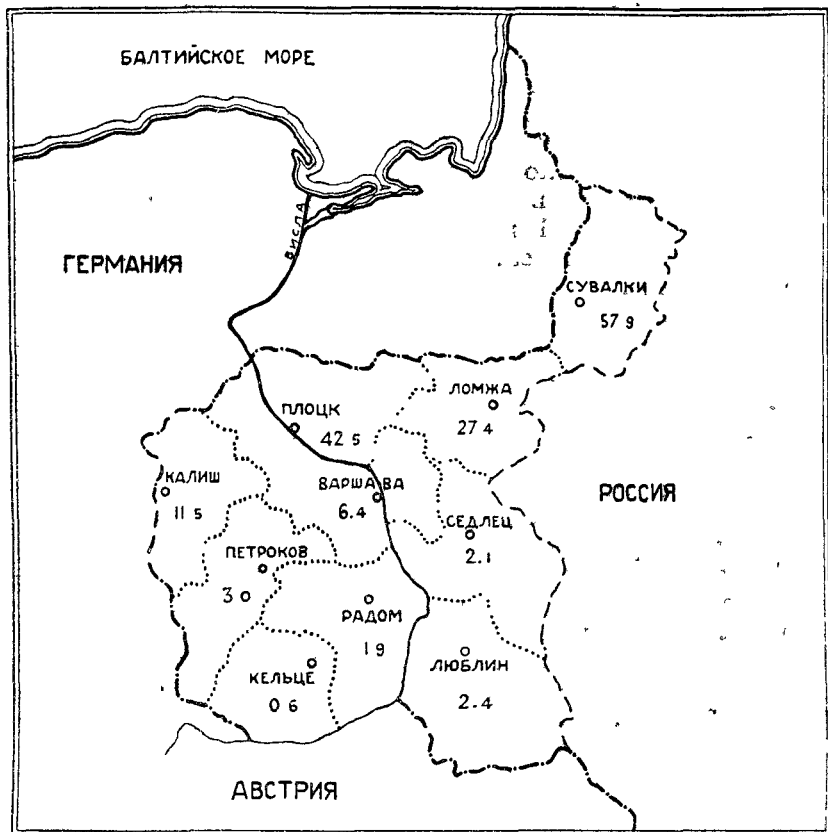 БАЛТИЙСКОЕ МОРЕ
ВИСЛА
ГЕРМАНИЯ
СУВАЛКИ
57 9
ЛОМЖА
27 4
ПЛОЦК
42 5
КАЛИШ
11 5
ВАРШАВА
6.4
РОССИЯ
СЕДЛЕЦ
2.1
ПЕТРОКОВ
3 0
РАДОМ
1 9
ЛЮБЛИН
2.4
КЕЛЬЦЕ
0 6
АВСТРИЯ